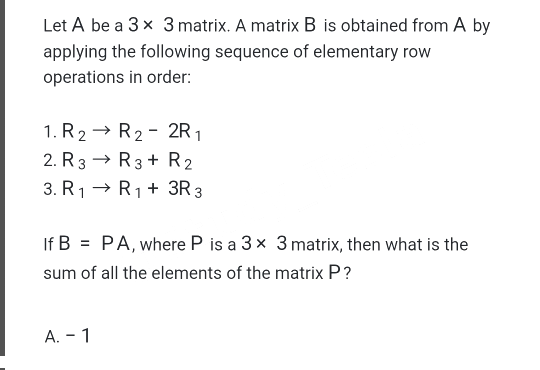 Let A be a 3 × 3 matrix. A matrix B is obtained from A by
applying the following sequence of elementary row
operations in order:
1. R₂ → R₂ − 2R₁
2. R₃ → R₃ + R₂
3. R₁ → R₁ + 3R₃
If B = PA, where P is a 3 × 3 matrix, then what is the
sum of all the elements of the matrix P?
A. − 1